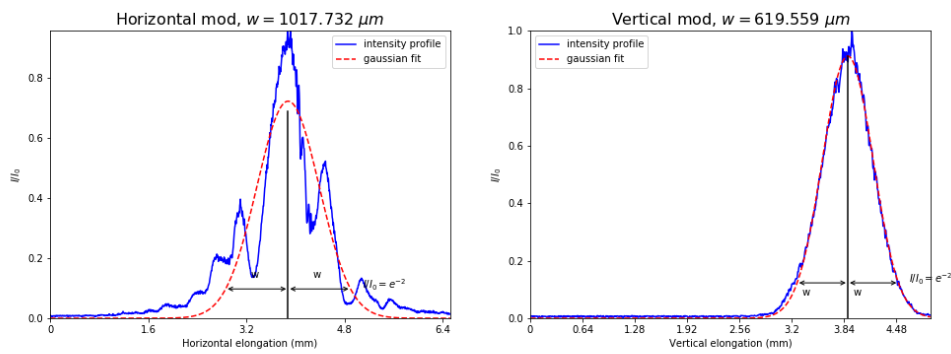 Horizontal mod, w = 1017.732 μm
intensity profile
gaussian fit
I/I₀
0.8
0.6
0.4
0.2
0.0
w
w
I/I₀ = e⁻²
0
1.6
3.2
4.8
6.4
Horizontal elongation (mm)
Vertical mod, w = 619.559 μm
intensity profile
gaussian fit
I/I₀
1.0
0.8
0.6
0.4
0.2
0.0
w
w
I/I₀ = e⁻²
0
0.64
1.28
1.92
2.56
3.2
3.84
4.48
Vertical elongation (mm)